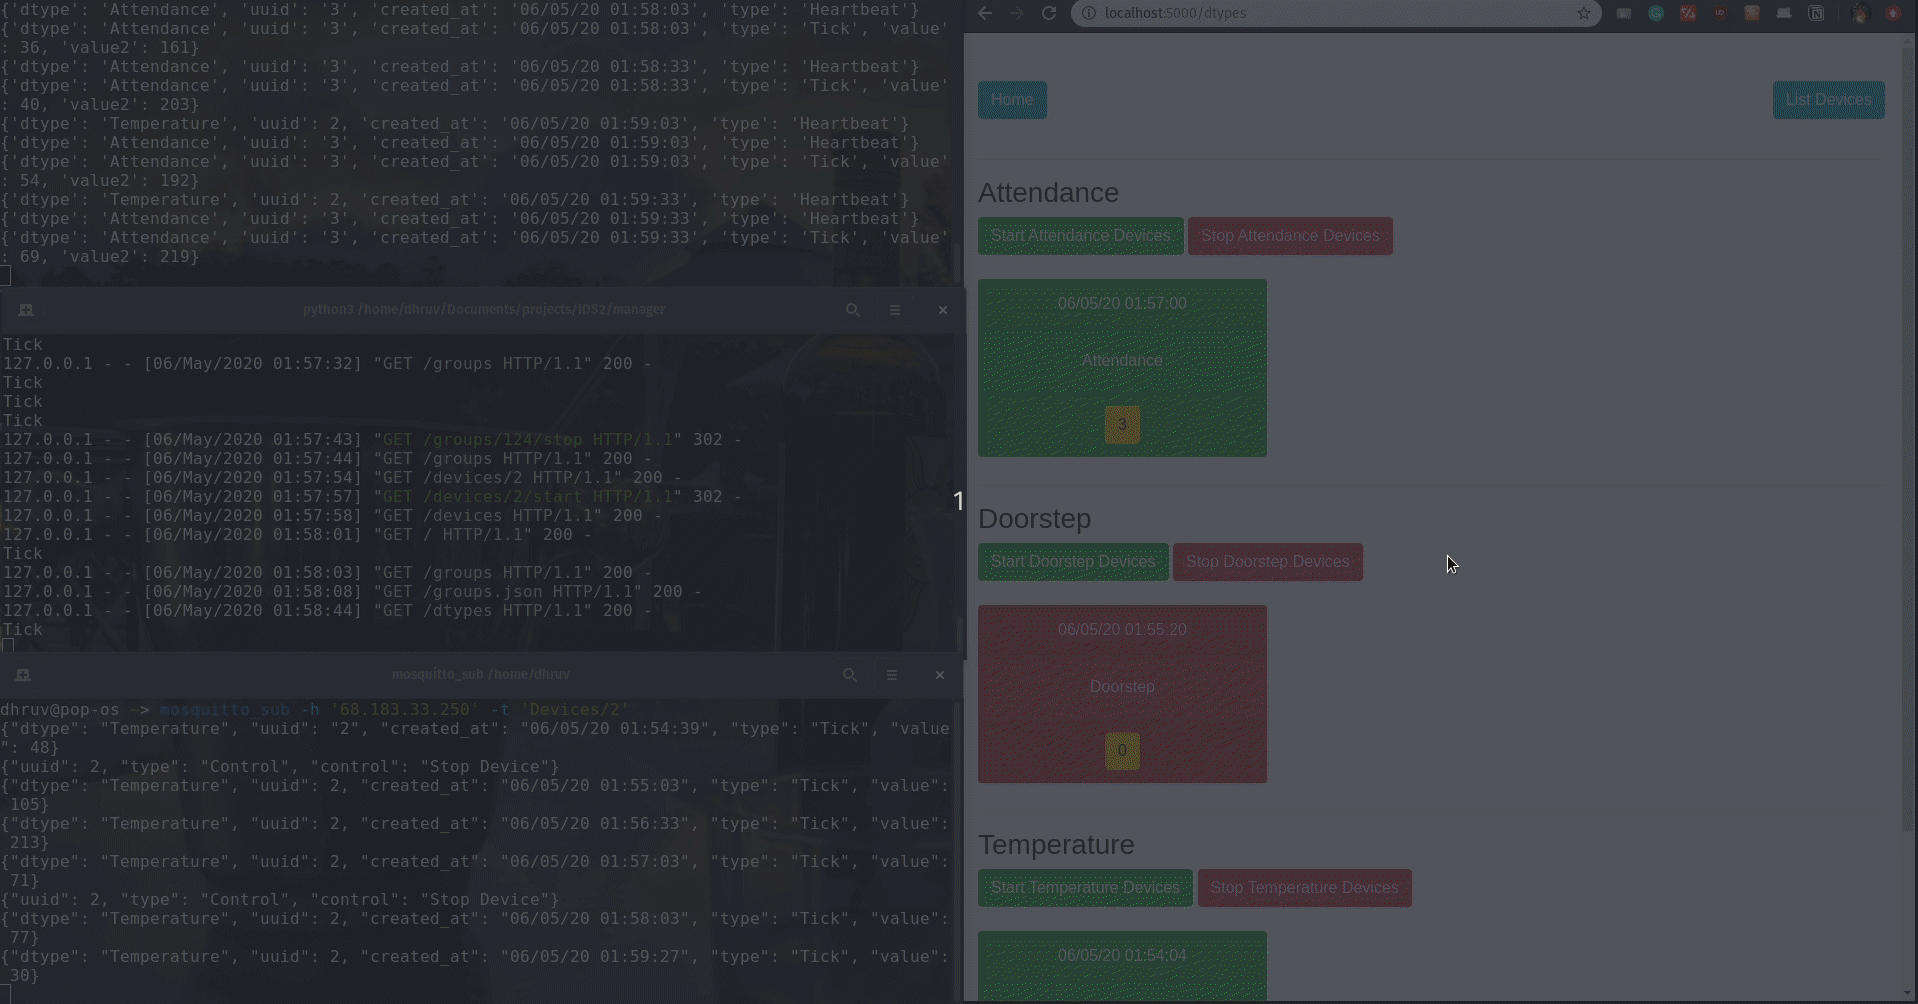 {'dtype': 'Attendance', 'uuid': '3', 'created_at': '06/05/20 01:58:03', 'type': 'Heartbeat'}
{'dtype': 'Attendance', 'uuid': '3', 'created_at': '06/05/20 01:58:03', 'type': 'Tick', 'value'
: 36, 'value2': 161}
{'dtype': 'Attendance', 'uuid': '3', 'created_at': '06/05/20 01:58:33', 'type': 'Heartbeat'}
{'dtype': 'Attendance', 'uuid': '3', 'created_at': '06/05/20 01:58:33', 'type': 'Tick', 'value'
: 40, 'value2': 203}
{'dtype': 'Temperature', 'uuid': 2, 'created_at': '06/05/20 01:59:03', 'type': 'Heartbeat'}
{'dtype': 'Attendance', 'uuid': '3', 'created_at': '06/05/20 01:59:03', 'type': 'Heartbeat'}
{'dtype': 'Attendance', 'uuid': '3', 'created_at': '06/05/20 01:59:03', 'type': 'Tick', 'value'
: 54, 'value2': 192}
{'dtype': 'Temperature', 'uuid': 2, 'created_at': '06/05/20 01:59:33', 'type': 'Heartbeat'}
{'dtype': 'Attendance', 'uuid': '3', 'created_at': '06/05/20 01:59:33', 'type': 'Heartbeat'}
{'dtype': 'Attendance', 'uuid': '3', 'created_at': '06/05/20 01:59:33', 'type': 'Tick', 'value'
: 69, 'value2': 219}
python3 /home/dhruv/Documents/projects/IDS2/manager
Tick
127.0.0.1 - - [06/May/2020 01:57:32] "GET /groups HTTP/1.1" 200 -
Tick
Tick
Tick
127.0.0.1 - - [06/May/2020 01:57:43] "GET /groups/124/stop HTTP/1.1" 302 -
127.0.0.1 - - [06/May/2020 01:57:44] "GET /groups HTTP/1.1" 200 -
127.0.0.1 - - [06/May/2020 01:57:54] "GET /devices/2 HTTP/1.1" 200 -
127.0.0.1 - - [06/May/2020 01:57:57] "GET /devices/2/start HTTP/1.1" 302 -
127.0.0.1 - - [06/May/2020 01:57:58] "GET /devices HTTP/1.1" 200 -
127.0.0.1 - - [06/May/2020 01:58:01] "GET / HTTP/1.1" 200 -
Tick
127.0.0.1 - - [06/May/2020 01:58:03] "GET /groups HTTP/1.1" 200 -
127.0.0.1 - - [06/May/2020 01:58:08] "GET /groups.json HTTP/1.1" 200 -
127.0.0.1 - - [06/May/2020 01:58:44] "GET /dtypes HTTP/1.1" 200 -
Tick
mosquitto_sub /home/dhruv
dhruv@pop-os ~> mosquitto_sub -h '68.183.33.250' -t 'Devices/2'
{"dtype": "Temperature", "uuid": "2", "created_at": "06/05/20 01:54:39", "type": "Tick", "value
": 48}
{"uuid": 2, "type": "Control", "control": "Stop Device"}
{"dtype": "Temperature", "uuid": 2, "created_at": "06/05/20 01:55:03", "type": "Tick", "value":
105}
{"dtype": "Temperature", "uuid": 2, "created_at": "06/05/20 01:56:33", "type": "Tick", "value":
213}
{"dtype": "Temperature", "uuid": 2, "created_at": "06/05/20 01:57:03", "type": "Tick", "value":
71}
{"uuid": 2, "type": "Control", "control": "Stop Device"}
{"dtype": "Temperature", "uuid": 2, "created_at": "06/05/20 01:58:03", "type": "Tick", "value":
77}
{"dtype": "Temperature", "uuid": 2, "created_at": "06/05/20 01:59:27", "type": "Tick", "value":
30}
1
localhost:5000/dtypes
Home
List Devices
Attendance
Start Attendance Devices
Stop Attendance Devices
06/05/20 01:57:00
Attendance
3
Doorstep
Start Doorstep Devices
Stop Doorstep Devices
06/05/20 01:55:20
Doorstep
0
Temperature
Start Temperature Devices
Stop Temperature Devices
06/05/20 01:54:04